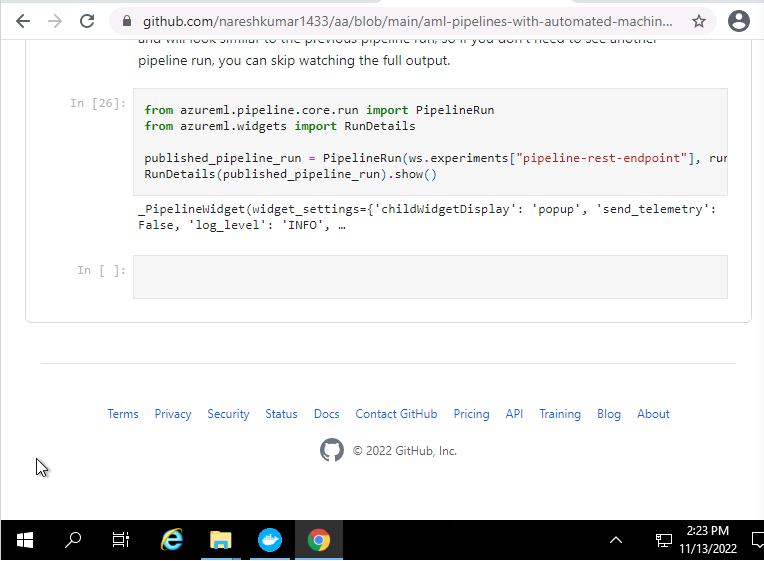 github.com/nareshkumar1433/aa/blob/main/aml-pipelines-with-automated-machin...
and will look similar to the previous pipeline run, so if you don't need to see another
pipeline run, you can skip watching the full output.
In [26]:
from azureml.pipeline.core.run import PipelineRun
from azureml.widgets import RunDetails
published_pipeline_run = PipelineRun(ws.experiments["pipeline-rest-endpoint"], run
RunDetails(published_pipeline_run).show()
_PipelineWidget(widget_settings={'childWidgetDisplay': 'popup', 'send_telemetry':
False, 'log_level': 'INFO', …
In [ ]:
Terms Privacy Security Status Docs Contact GitHub Pricing API Training Blog About
© 2022 GitHub, Inc.
2:23 PM
11/13/2022